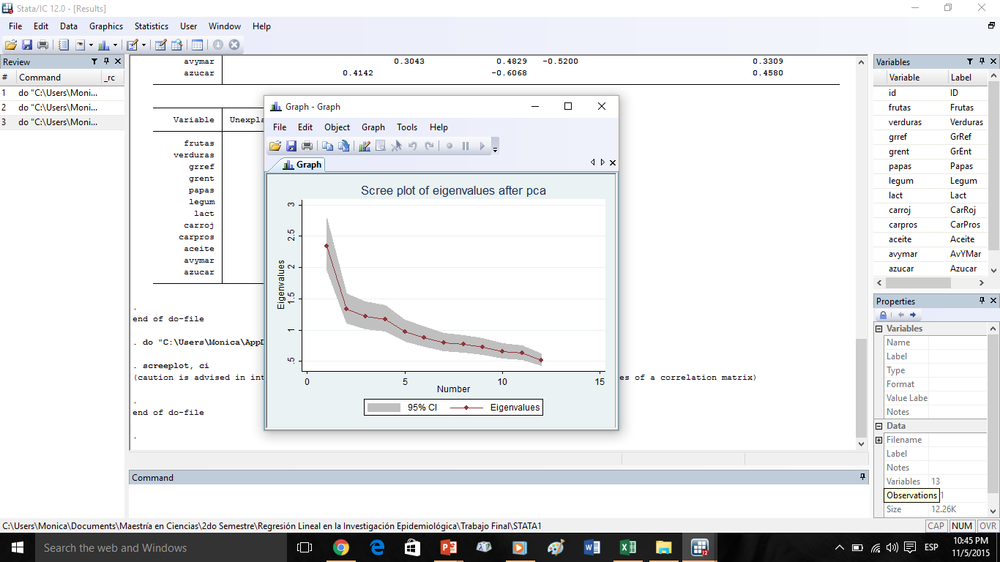 Stata/IC 12.0 - [Results]
File Edit Data Graphics Statistics User Window Help
Review
# Command _rc
1 do "C:\Users\Moni...
2 do "C:\Users\Moni...
3 do "C:\Users\Moni...
avymar 0.3043 0.4829 -0.5200 0.3309
azucar 0.4142 -0.6068 0.4580
Variable Unexpla
frutas
verduras
grref
grent
papas
legum
lact
carroj
carpros
aceite
avymar
azucar
.
end of do-file
. do "C:\Users\Monica\AppD
. screeplot, ci
(caution is advised in int
es of a correlation matrix)
.
end of do-file
.
Graph - Graph
File Edit Object Graph Tools Help
Graph
Scree plot of eigenvalues after pca
Eigenvalues
3
2.5
2
1.5
1
.5
0 5 10 15
Number
95% CI Eigenvalues
Command
Variables
Variable Label
id ID
frutas Frutas
verduras Verduras
grref GrRef
grent GrEnt
papas Papas
legum Legum
lact Lact
carroj CarRoj
carpros CarPros
aceite Aceite
avymar AvYMar
azucar Azucar
Properties
Variables
Name
Label
Type
Format
Value Labe
Notes
Data
Filename
Label
Notes
Variables 13
Observations 1
Size 12.26K
C:\Users\Monica\Documents\Maestría en Ciencias\2do Semestre\Regresión Lineal en la Investigación Epidemiológica\Trabajo Final\STATA1
CAP NUM OVR
Search the web and Windows
ESP
10:45 PM
11/5/2015